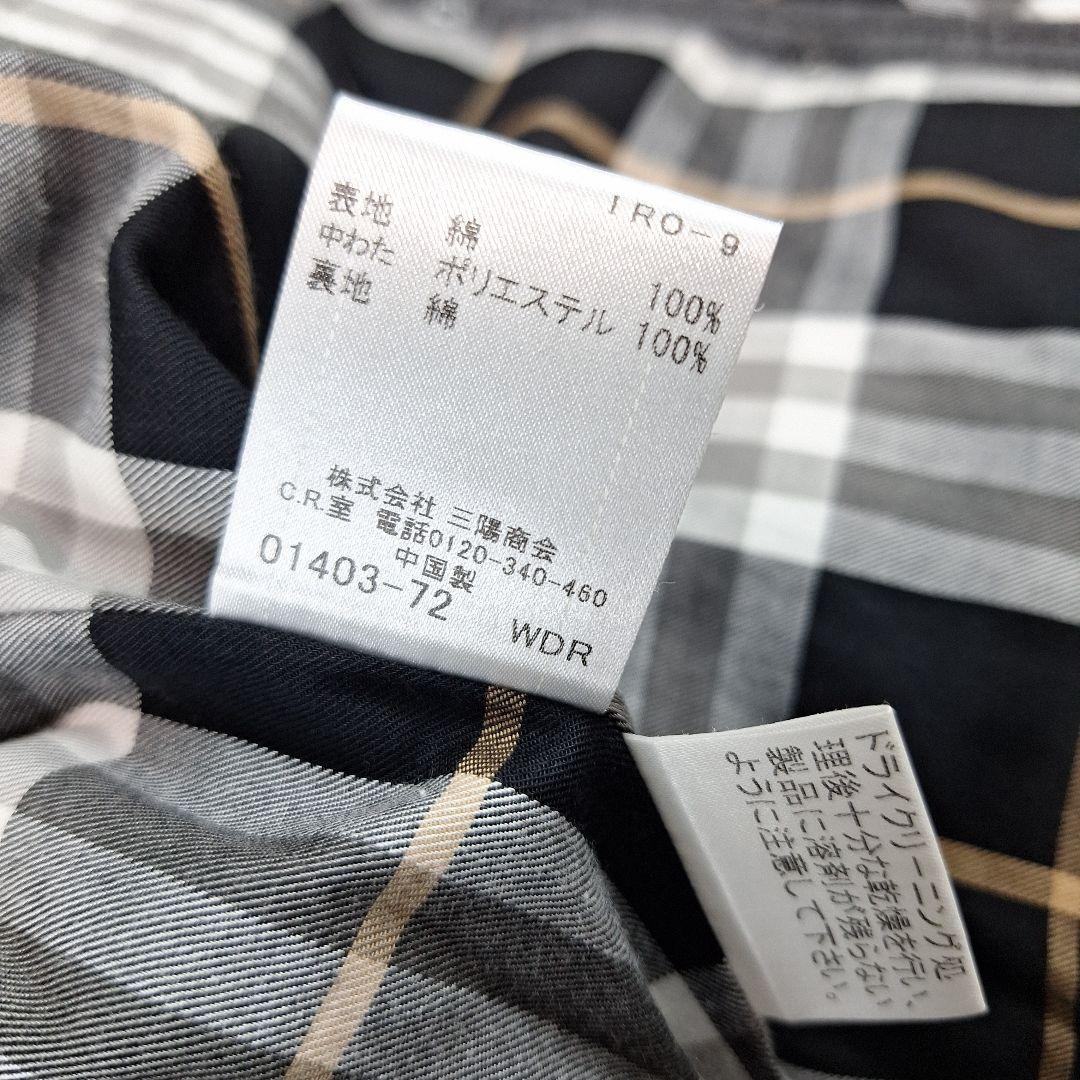 IRO-9
表地 綿 100%
中わた ポリエステル 100%
裏地 綿
株式会社 三陽商会
C.R.室 電話0120-340-460
中国製
01403-72 WDR
ドライクリーニング処
理後十分な乾燥を行い、
製品に溶剤が残らない
ように注意して下さい。